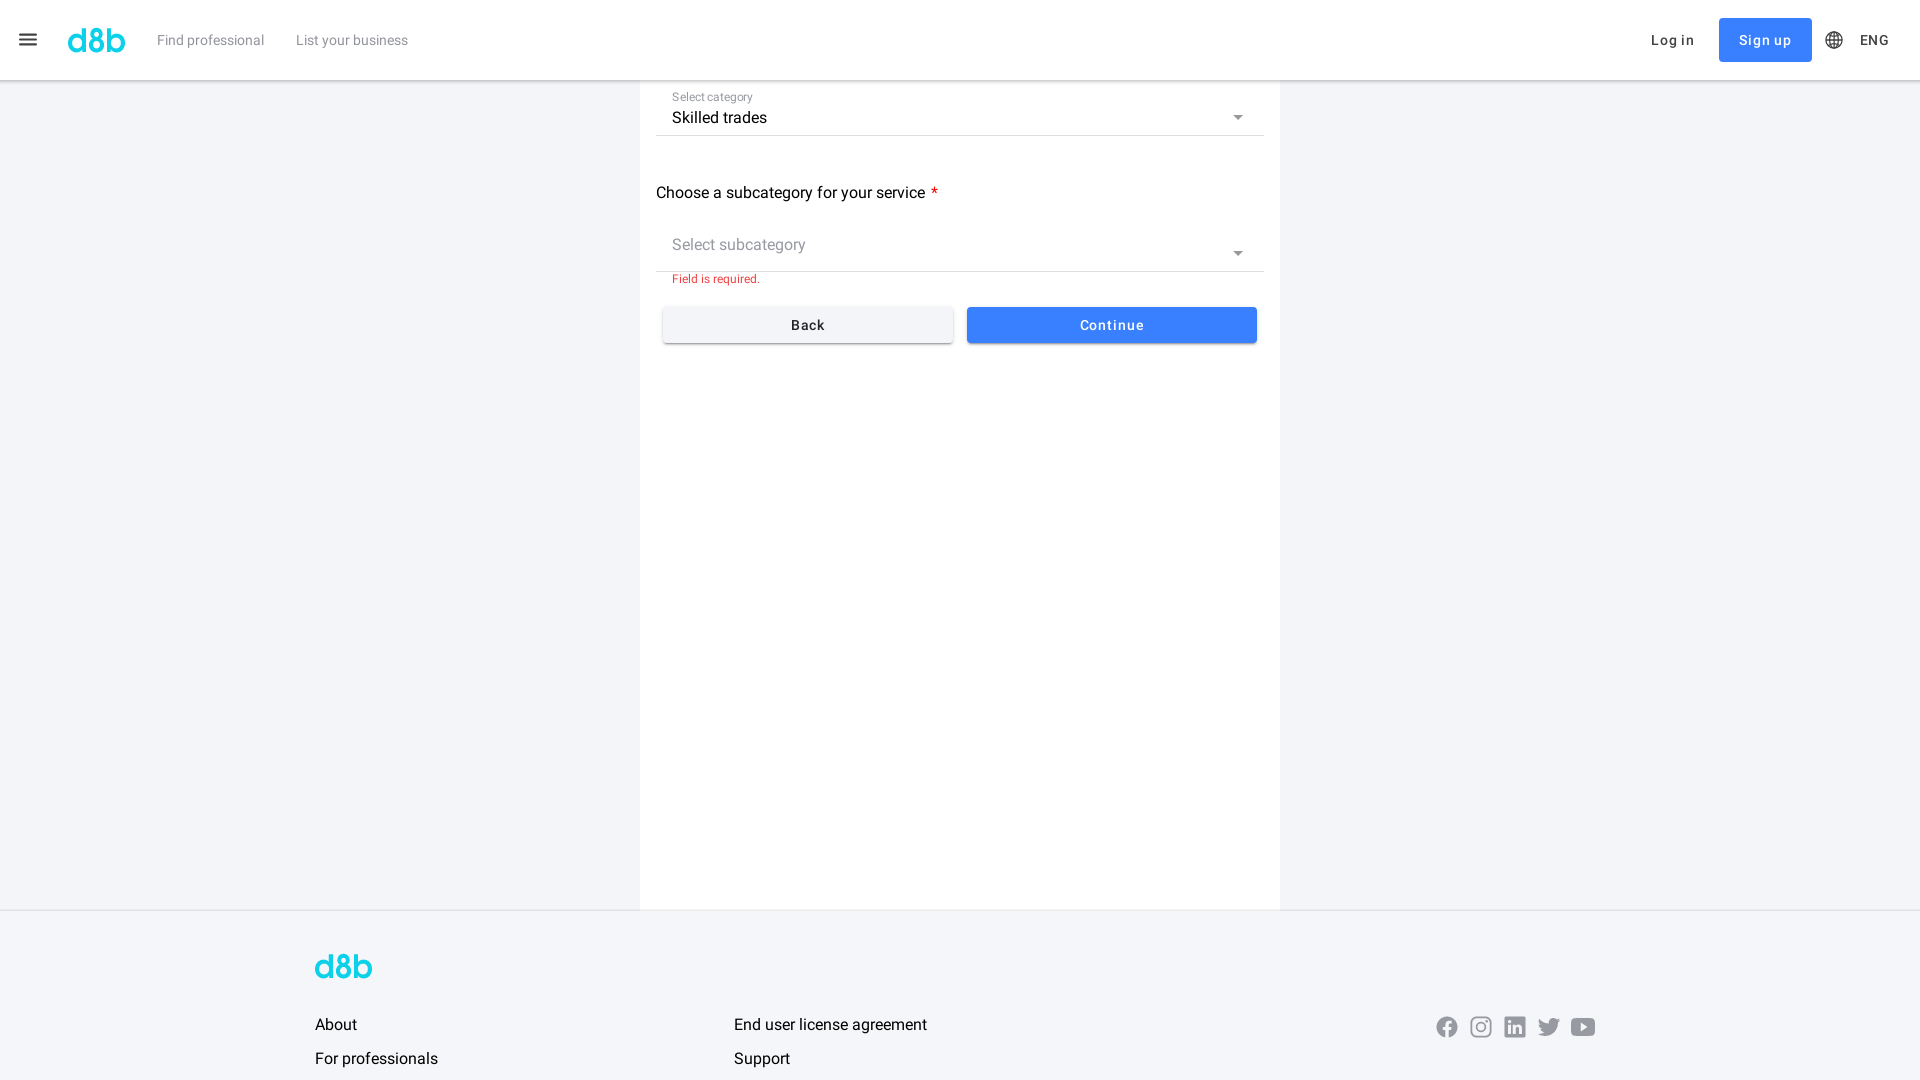 d8b
Find professional
List your business
Log in
Sign up
ENG
Select category
Skilled trades
Choose a subcategory for your service *
Select subcategory
Field is required.
Back
Continue
d8b
About
End user license agreement
For professionals
Support